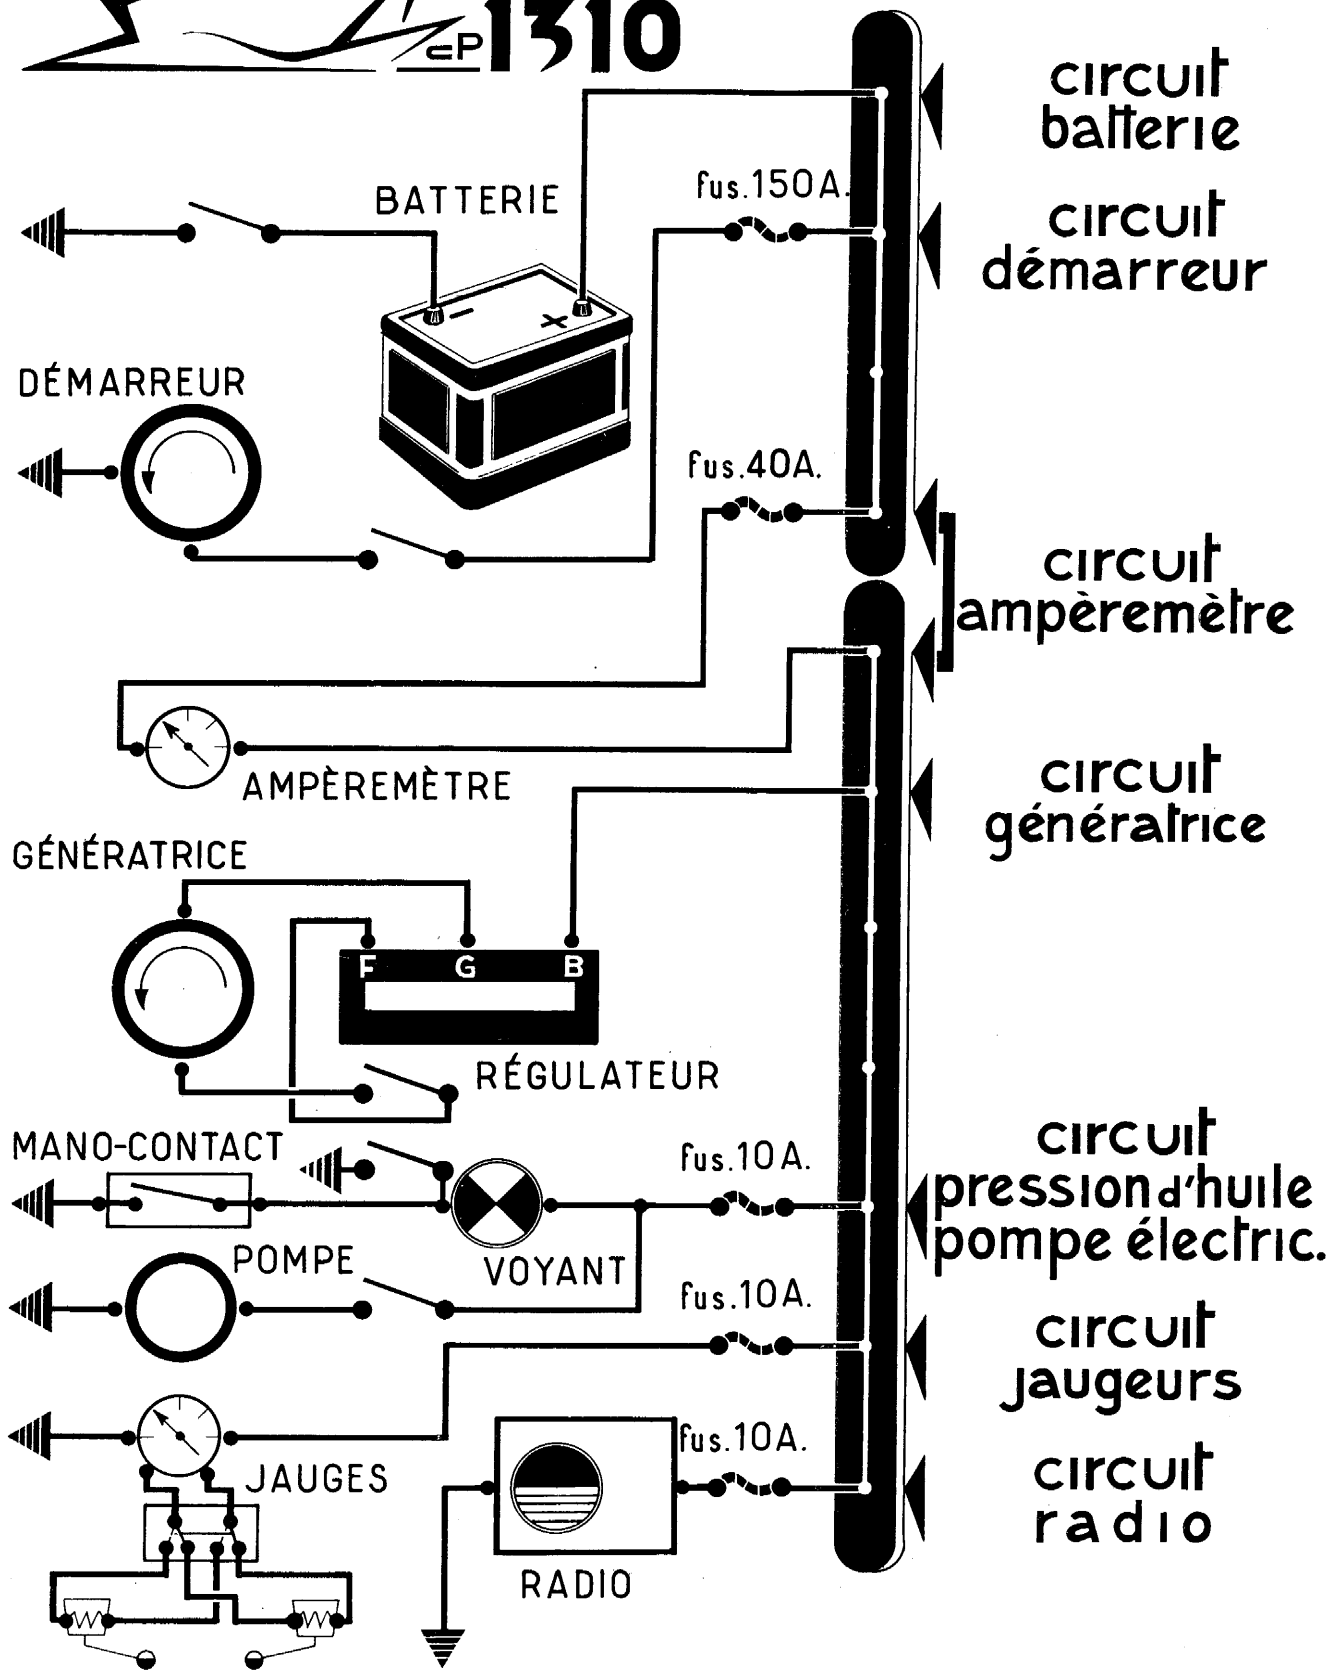 CP 1310
circuit
batterie
BATTERIE
fus.150A.
circuit
démarreur
DÉMARREUR
fus.40A.
circuit
ampèremètre
AMPÈREMÈTRE
circuit
génératrice
GÉNÉRATRICE
F G B
RÉGULATEUR
MANO-CONTACT
fus.10A.
circuit
pression d'huile
pompe électric.
POMPE
VOYANT
fus.10A.
circuit
jaugeurs
JAUGES
fus.10A.
circuit
radio
RADIO